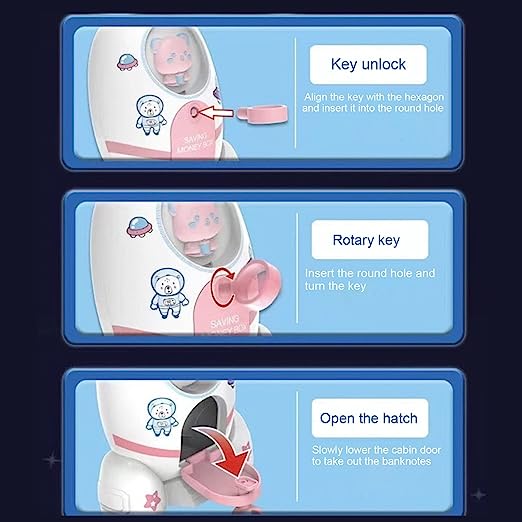 Key unlock
Align the key with the hexagon
and insert it into the round hole
SAVING
MONEY BOX
Rotary key
Insert the round hole and
turn the key
SAVING
MONEY BOX
Open the hatch
Slowly lower the cabin door
to take out the banknotes